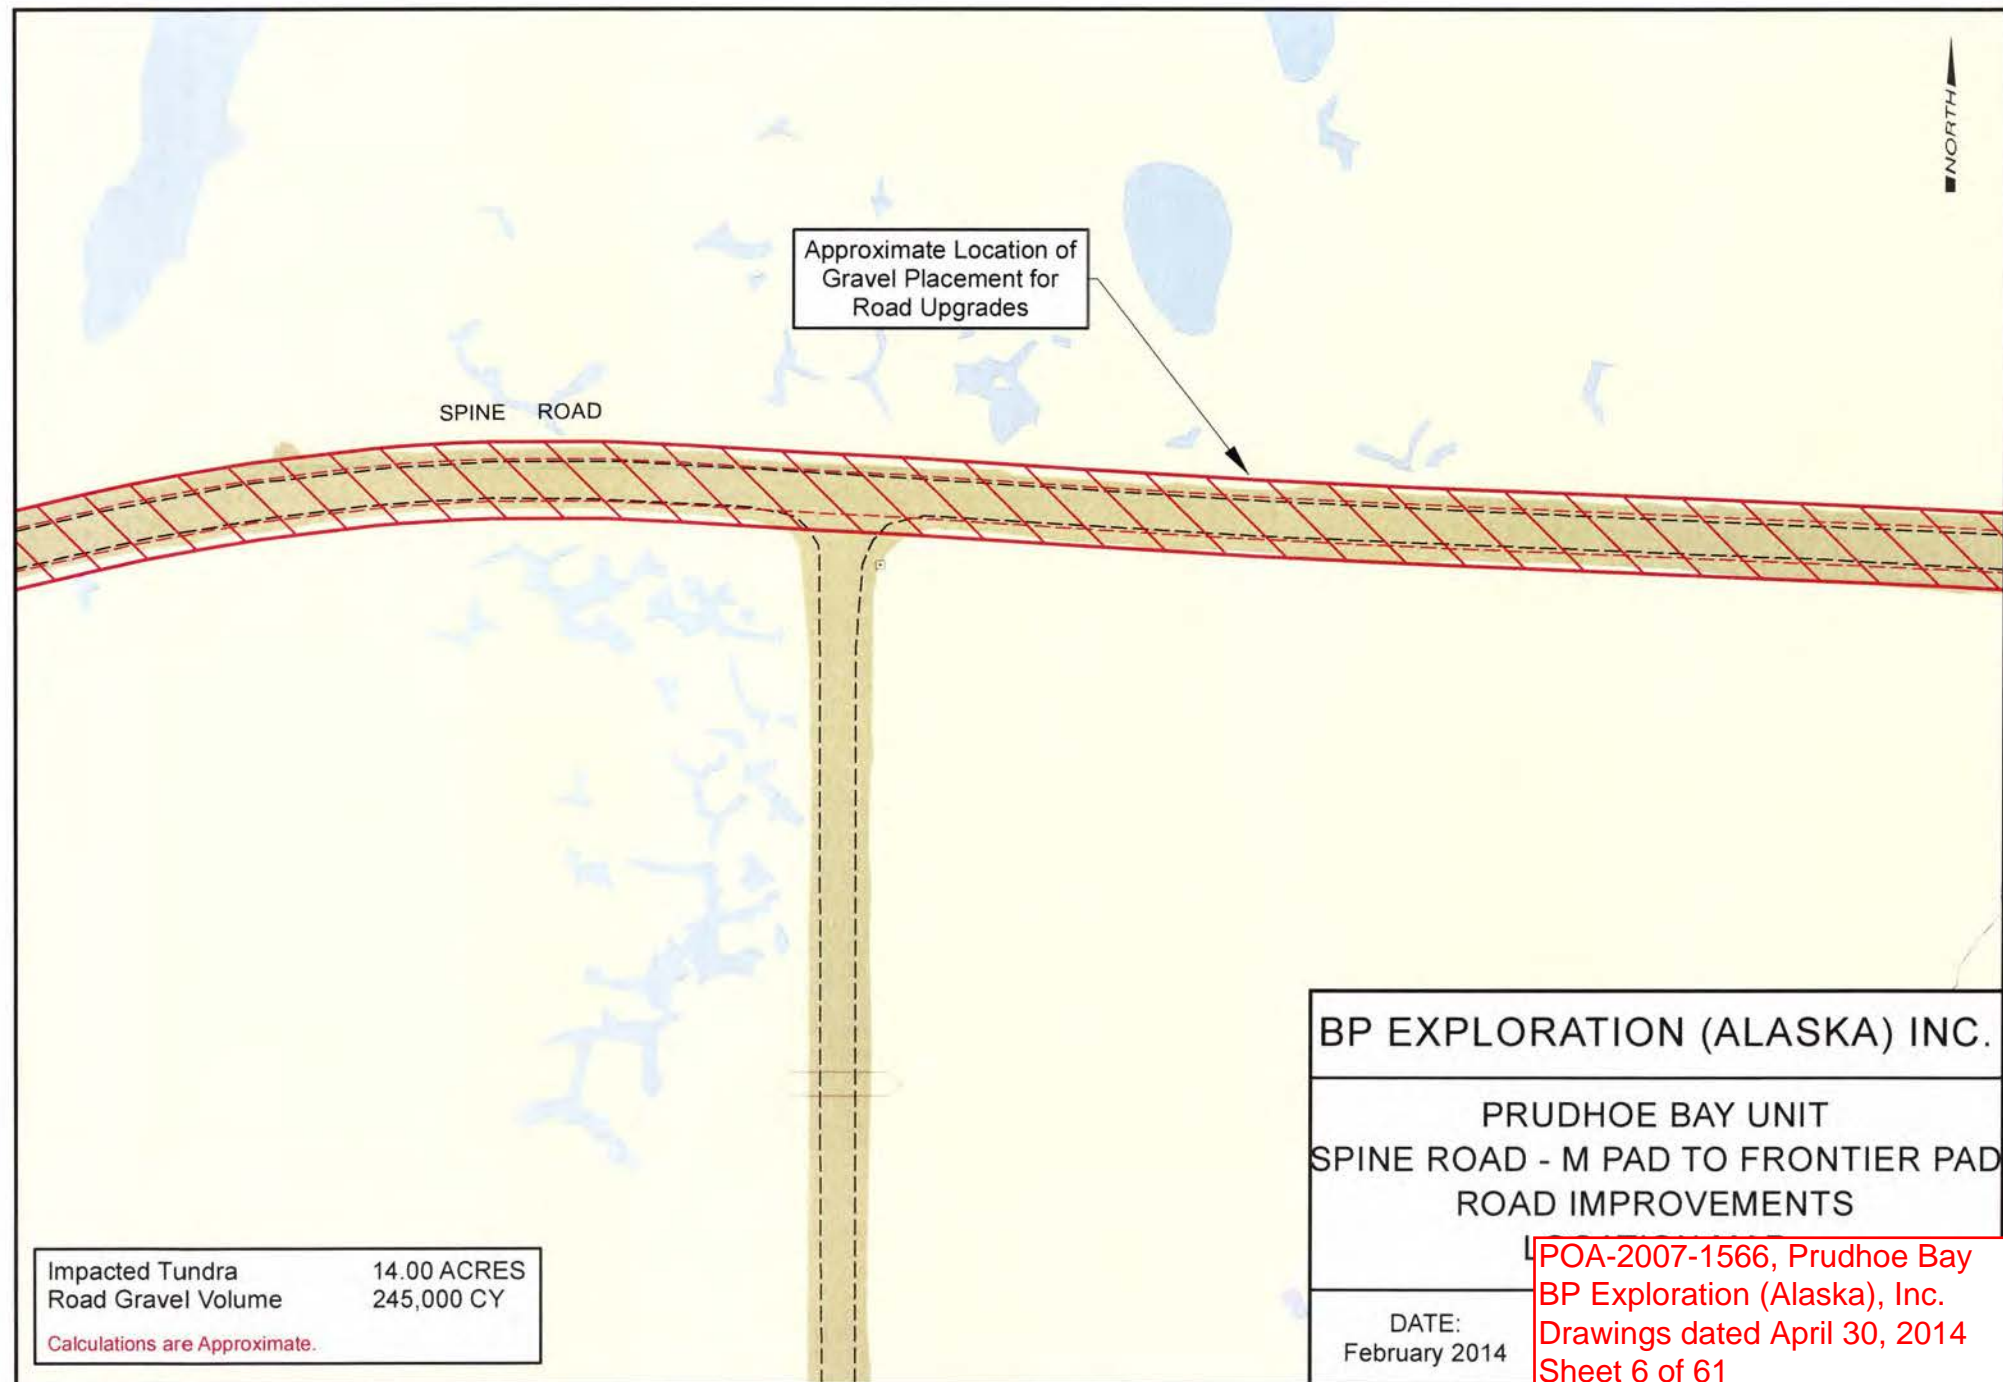 NORTH
Approximate Location of
Gravel Placement for
Road Upgrades
SPINE ROAD
BP EXPLORATION (ALASKA) INC.
PRUDHOE BAY UNIT
SPINE ROAD - M PAD TO FRONTIER PAD
ROAD IMPROVEMENTS
Impacted Tundra 14.00 ACRES
Road Gravel Volume 245,000 CY
Calculations are Approximate.
DATE:
February 2014
POA-2007-1566, Prudhoe Bay
BP Exploration (Alaska), Inc.
Drawings dated April 30, 2014
Sheet 6 of 61